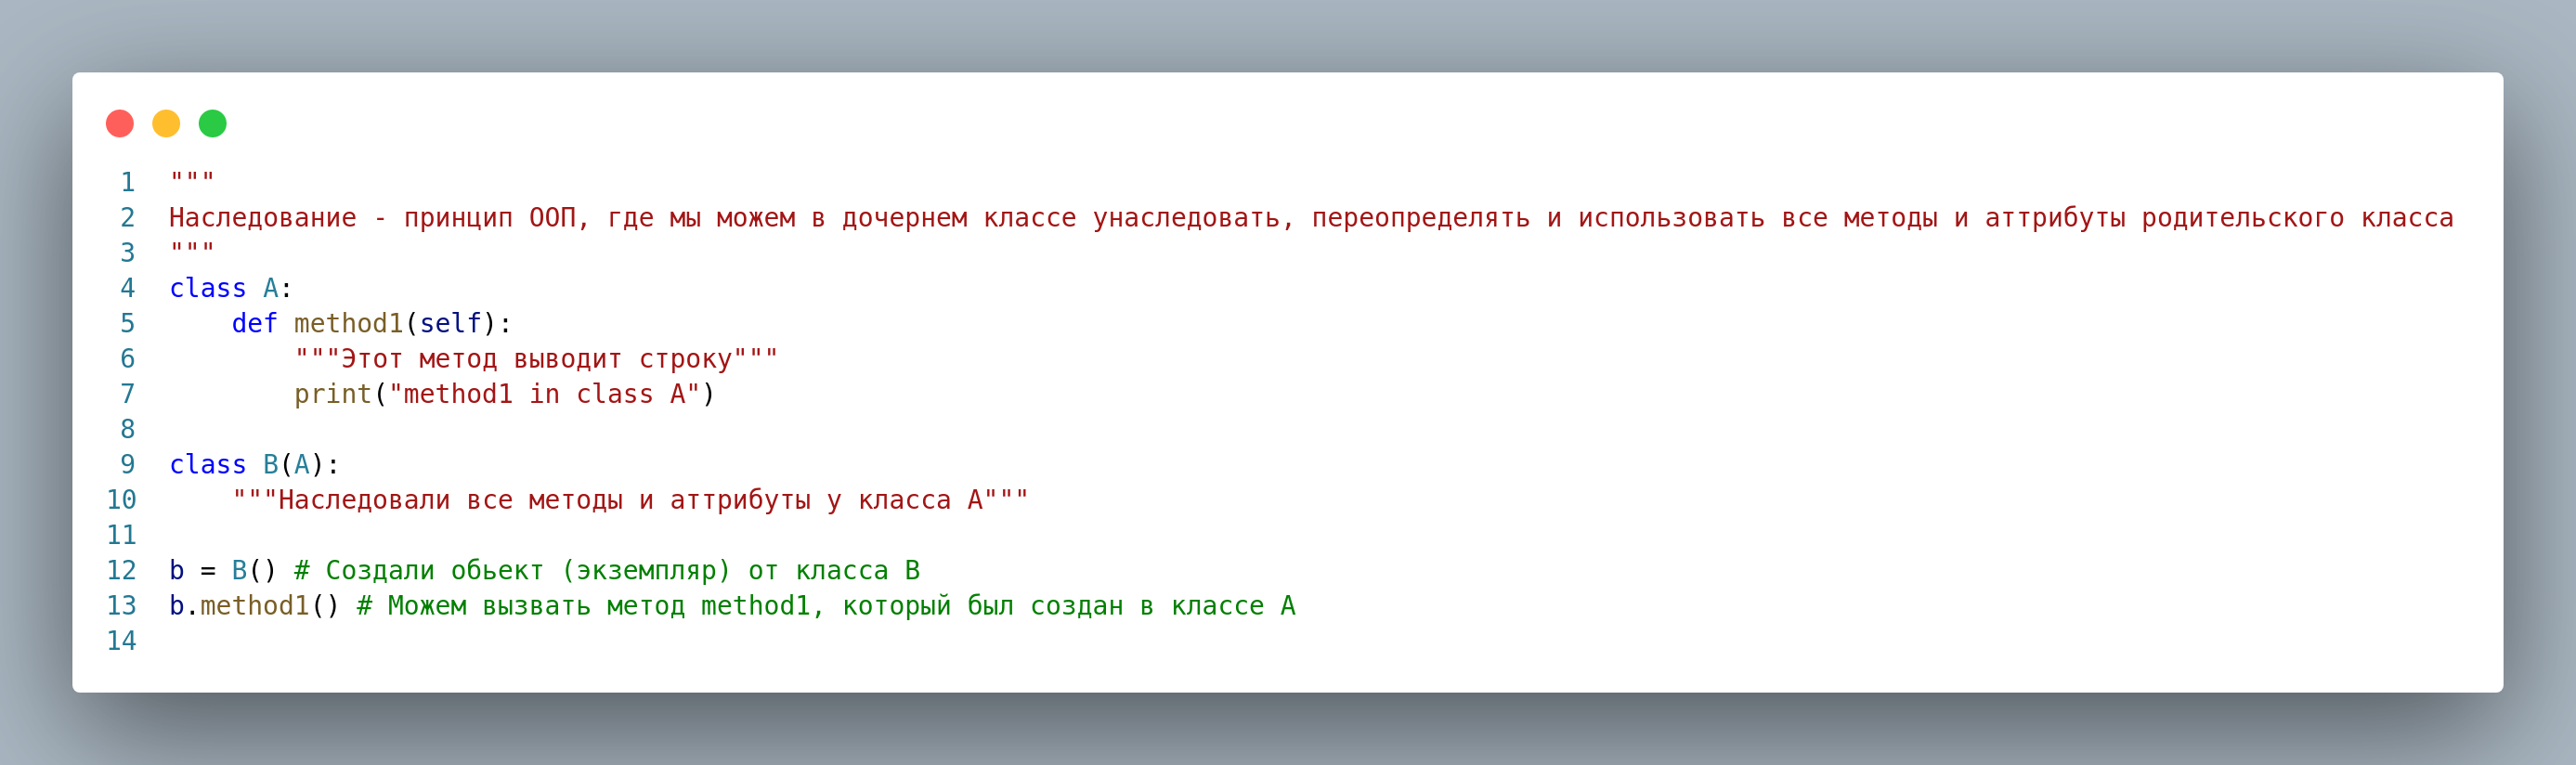 1 """
2 Наследование - принцип ООП, где мы можем в дочернем классе унаследовать, переопределять и использовать все методы и аттрибуты родительского класса
3 """
4 class A:
5     def method1(self):
6         """Этот метод выводит строку"""
7         print("method1 in class A")
8
9 class B(A):
10     """Наследовали все методы и аттрибуты у класса А"""
11
12 b = B() # Создали обьект (экземпляр) от класса B
13 b.method1() # Можем вызвать метод method1, который был создан в классе А
14